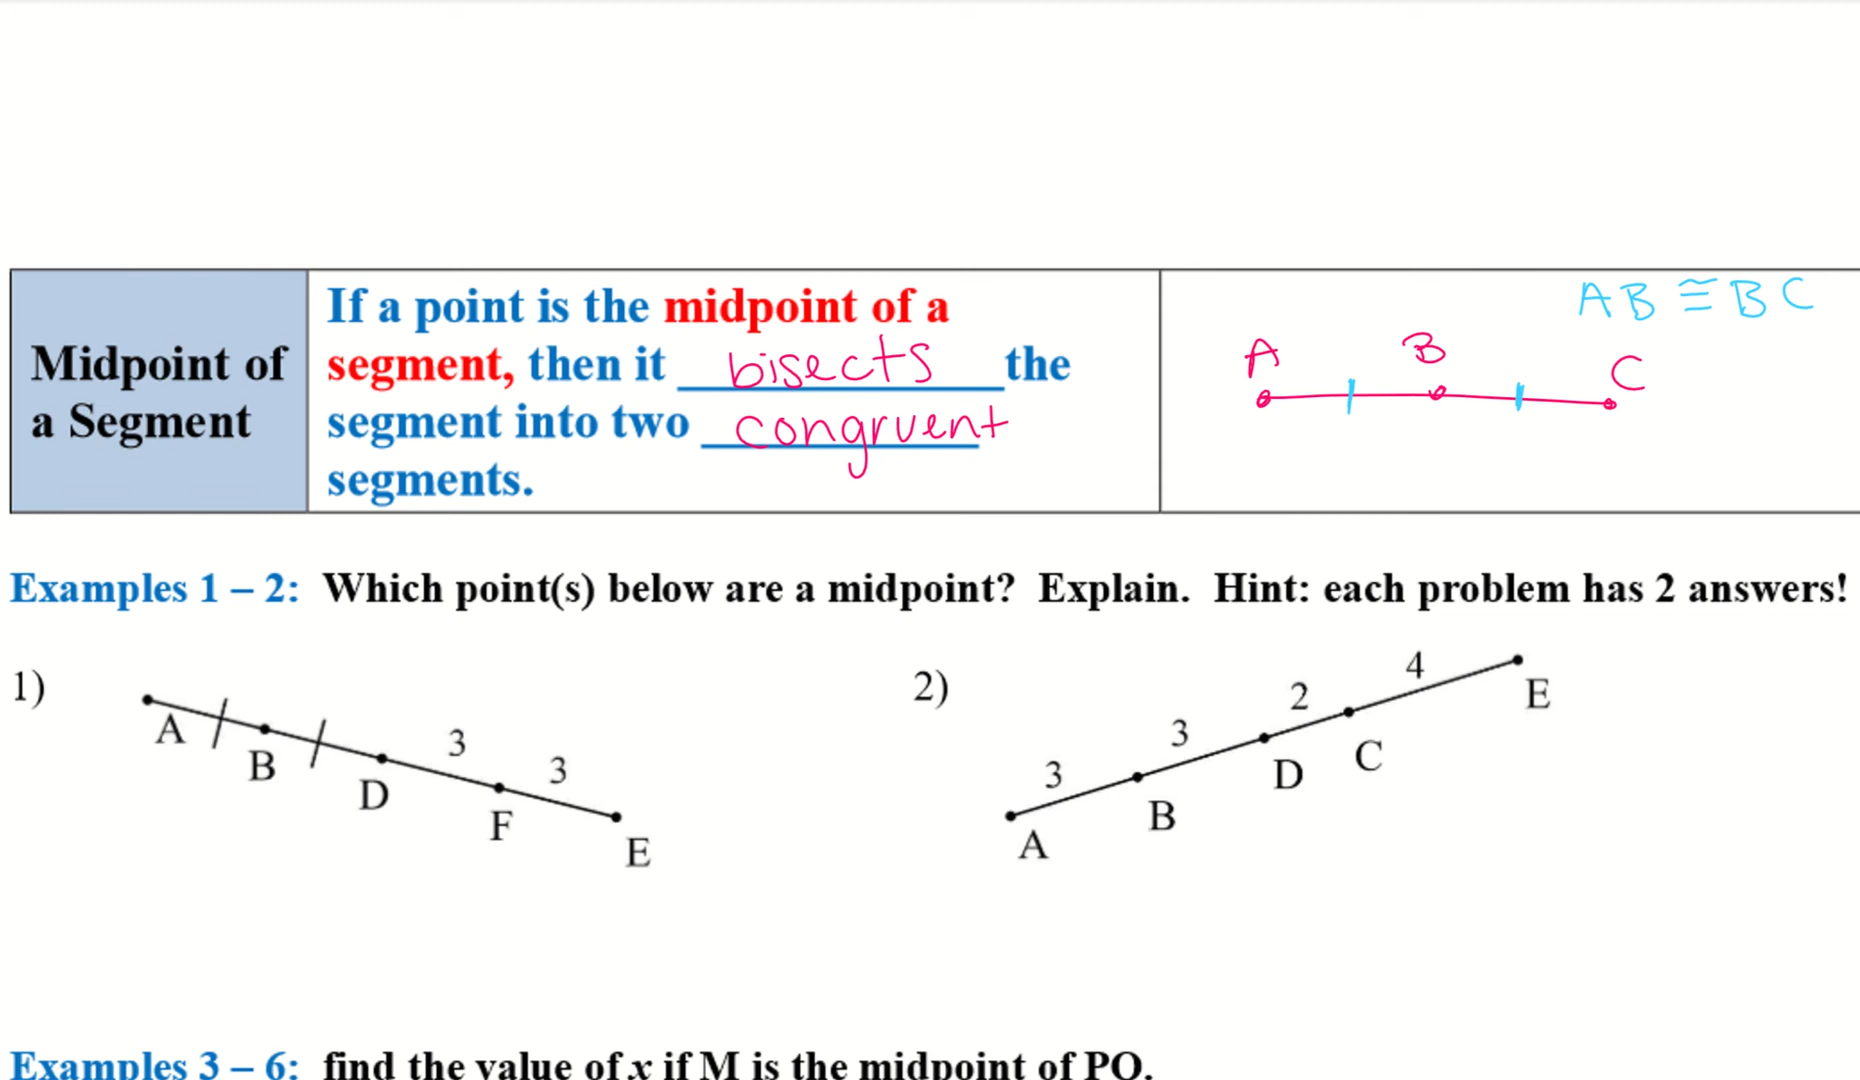 Midpoint of
a Segment
If a point is the midpoint of a
segment, then it bisects the
segment into two congruent
segments.
AB ≅ BC
A B C
Examples 1 – 2: Which point(s) below are a midpoint? Explain. Hint: each problem has 2 answers!
1)
A
B
D
3
F
3
E
2)
A
3
B
3
D
2
C
4
E
Examples 3 – 6: find the value of x if M is the midpoint of PO.